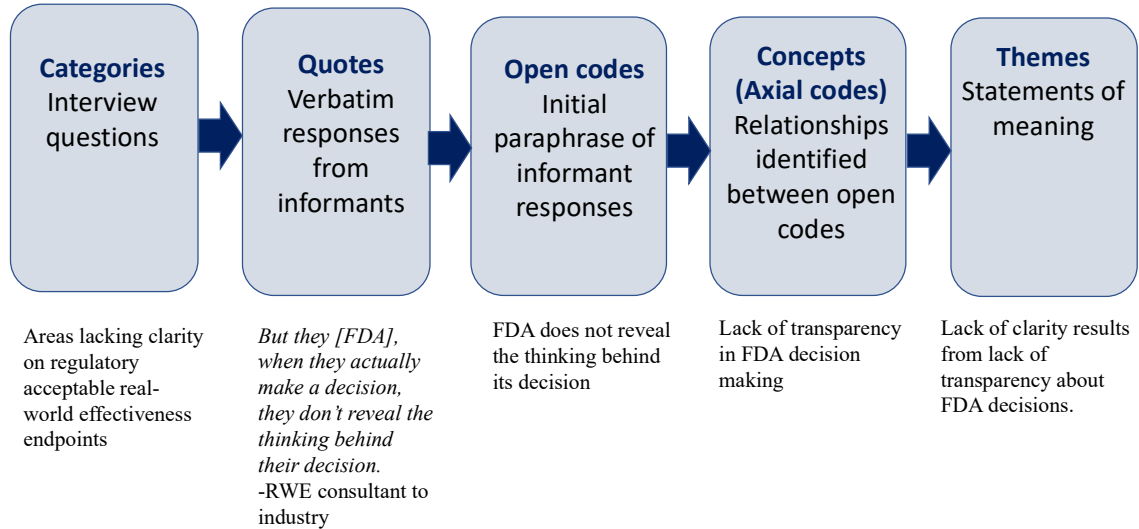 Categories
Interview
questions
Quotes
Verbatim
responses
from
informants
Open codes
Initial
paraphrase of
informant
responses
Concepts
(Axial codes)
Relationships
identified
between open
codes
Themes
Statements of
meaning
Areas lacking clarity
on regulatory
acceptable real-
world effectiveness
endpoints
But they [FDA],
when they actually
make a decision,
they don’t reveal the
thinking behind
their decision.
-RWE consultant to
industry
FDA does not reveal
the thinking behind
its decision
Lack of transparency
in FDA decision
making
Lack of clarity results
from lack of
transparency about
FDA decisions.